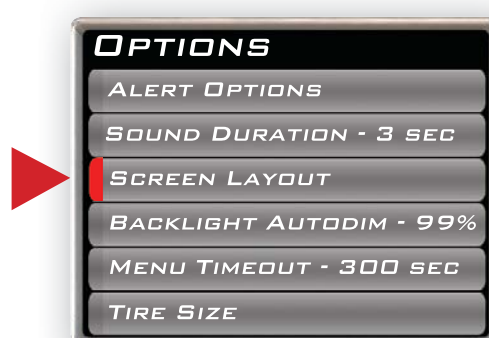 OPTIONS
ALERT OPTIONS
SOUND DURATION - 3 SEC
SCREEN LAYOUT
BACKLIGHT AUTODIM - 99%
MENU TIMEOUT - 300 SEC
TIRE SIZE